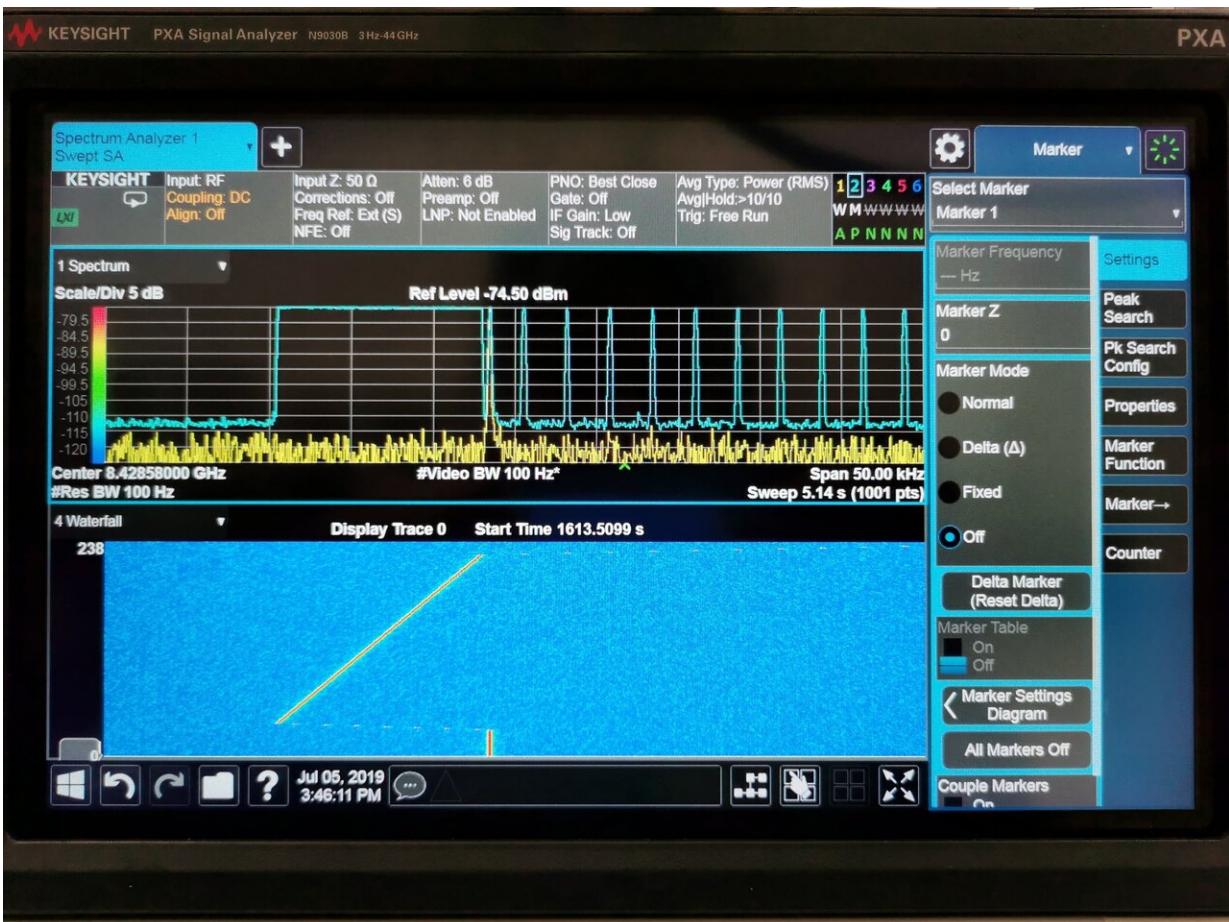 KEYSIGHT PXA Signal Analyzer N9030B 3 Hz-44 GHz
PXA
Spectrum Analyzer 1
Swept SA
Marker
KEYSIGHT
LXI
Input: RF
Coupling: DC
Align: Off
Input Z: 50 Ω
Corrections: Off
Freq Ref: Ext (S)
NFE: Off
Atten: 6 dB
Preamp: Off
LNP: Not Enabled
PNO: Best Close
Gate: Off
IF Gain: Low
Sig Track: Off
Avg Type: Power (RMS)
Avg|Hold:>10/10
Trig: Free Run
1 2 3 4 5 6
W M W W W W
A P N N N N
Select Marker
Marker 1
1 Spectrum
Scale/Div 5 dB
Ref Level -74.50 dBm
-79.5
-84.5
-89.5
-94.5
-99.5
-105
-110
-115
-120
Center 8.42858000 GHz
#Video BW 100 Hz*
Span 50.00 kHz
#Res BW 100 Hz
Sweep 5.14 s (1001 pts)
4 Waterfall
Display Trace 0 Start Time 1613.5099 s
238
0
Marker Frequency
--- Hz
Marker Z
0
Marker Mode
Normal
Delta (Δ)
Fixed
Off
Delta Marker
(Reset Delta)
Marker Table
On
Off
Marker Settings
Diagram
All Markers Off
Couple Markers
On
Settings
Peak
Search
Pk Search
Config
Properties
Marker
Function
Marker→
Counter
?
Jul 05, 2019
3:46:11 PM